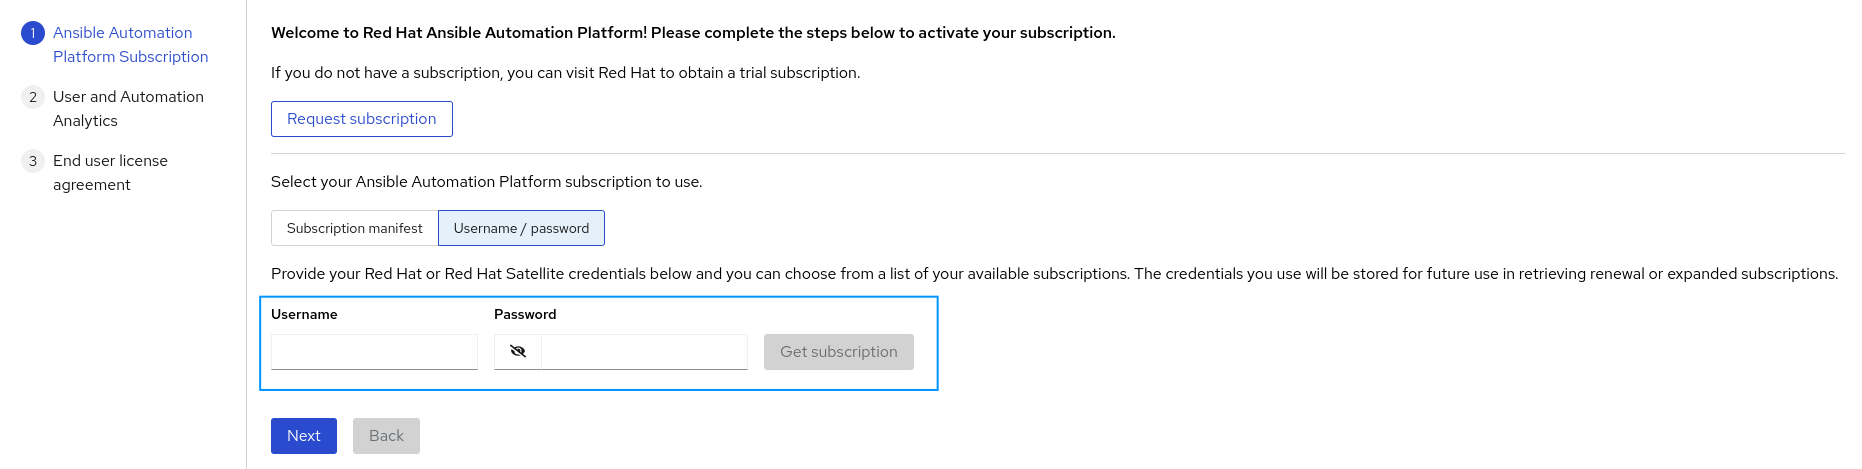 1 Ansible Automation
Platform Subscription
2 User and Automation
Analytics
3 End user license
agreement
Welcome to Red Hat Ansible Automation Platform! Please complete the steps below to activate your subscription.
If you do not have a subscription, you can visit Red Hat to obtain a trial subscription.
Request subscription
Select your Ansible Automation Platform subscription to use.
Subscription manifest Username / password
Provide your Red Hat or Red Hat Satellite credentials below and you can choose from a list of your available subscriptions. The credentials you use will be stored for future use in retrieving renewal or expanded subscriptions.
Username Password
Get subscription
Next Back